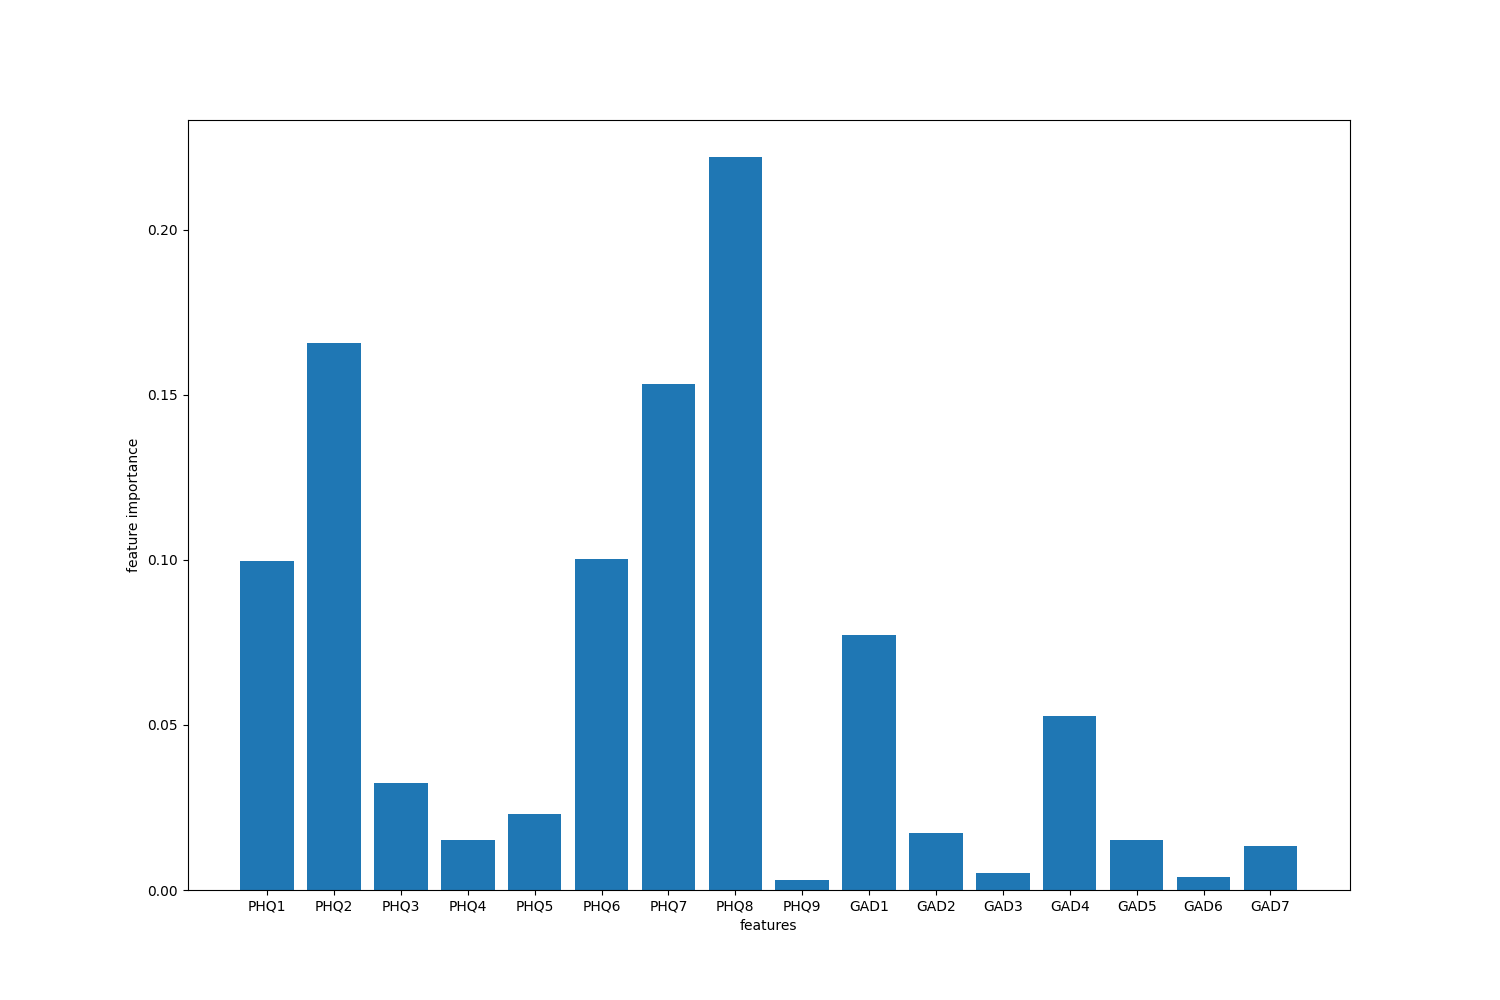 0.20
0.15
0.10
0.05
0.00
feature importance
PHQ1 PHQ2 PHQ3 PHQ4 PHQ5 PHQ6 PHQ7 PHQ8 PHQ9 GAD1 GAD2 GAD3 GAD4 GAD5 GAD6 GAD7
features